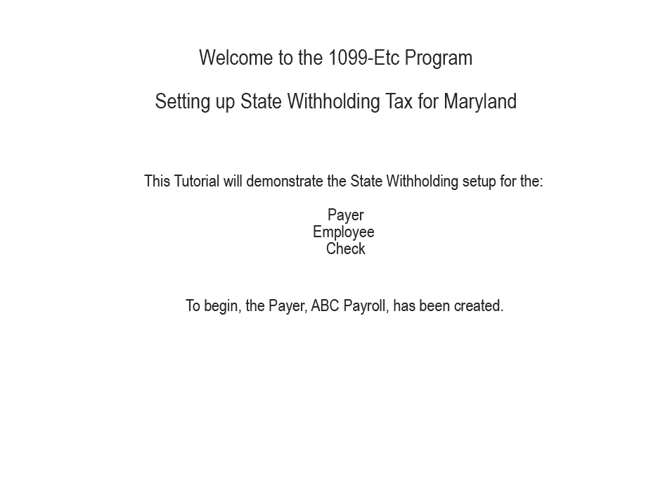 Welcome to the 1099-Etc Program
Setting up State Withholding Tax for Maryland
This Tutorial will demonstrate the State Withholding setup for the:
Payer
Employee
Check
To begin, the Payer, ABC Payroll, has been created.